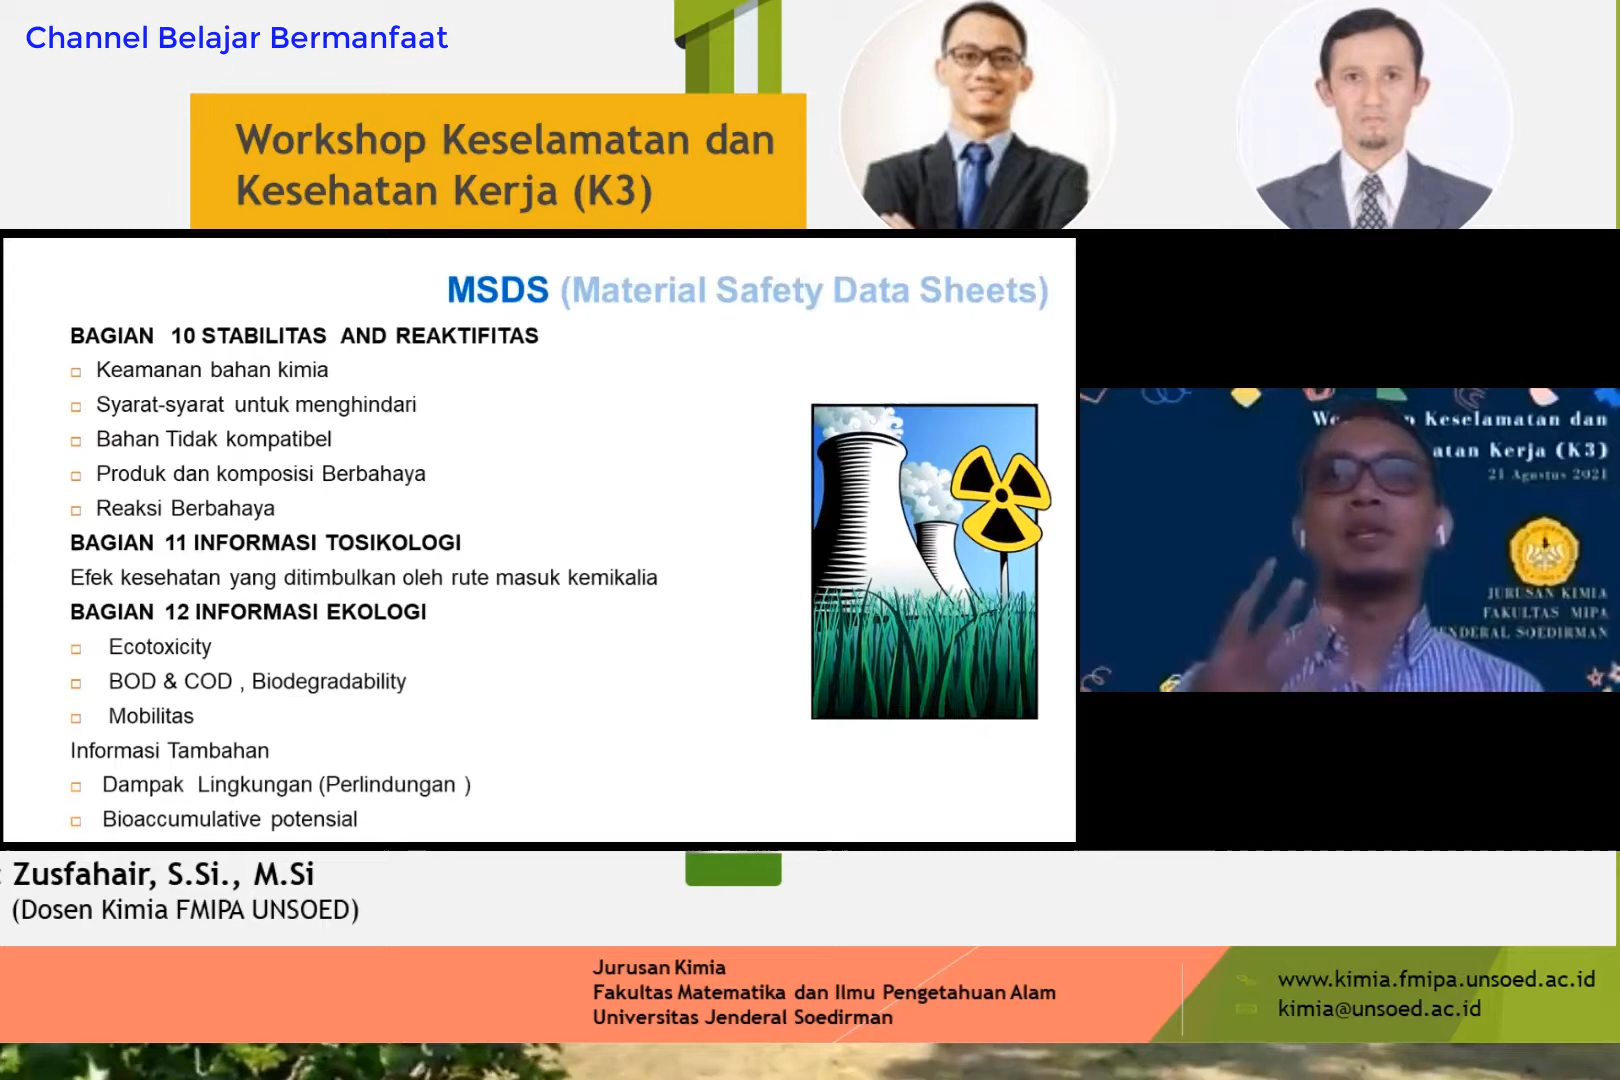 Channel Belajar Bermanfaat
Workshop Keselamatan dan
Kesehatan Kerja (K3)
MSDS (Material Safety Data Sheets)
BAGIAN 10 STABILITAS AND REAKTIFITAS
Keamanan bahan kimia
Syarat-syarat untuk menghindari
Bahan Tidak kompatibel
Produk dan komposisi Berbahaya
Reaksi Berbahaya
BAGIAN 11 INFORMASI TOSIKOLOGI
Efek kesehatan yang ditimbulkan oleh rute masuk kemikalia
BAGIAN 12 INFORMASI EKOLOGI
Ecotoxicity
BOD & COD , Biodegradability
Mobilitas
Informasi Tambahan
Dampak Lingkungan (Perlindungan )
Bioaccumulative potensial
Keselamatan dan
Kerja (K3)
21 Agustus 2021
JURUSAN KIMIA
FAKULTAS MIPA
SOEDIRMAN
: Zusfahair, S.Si., M.Si
(Dosen Kimia FMIPA UNSOED)
Jurusan Kimia
Fakultas Matematika dan Ilmu Pengetahuan Alam
Universitas Jenderal Soedirman
www.kimia.fmipa.unsoed.ac.id
kimia@unsoed.ac.id